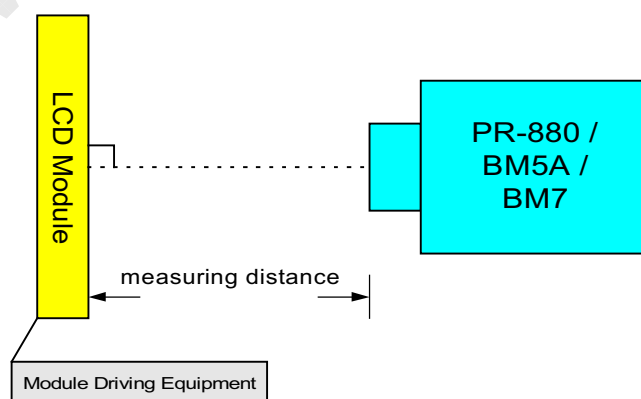 LCD Module
PR-880 /
BM5A /
BM7
measuring distance
Module Driving Equipment